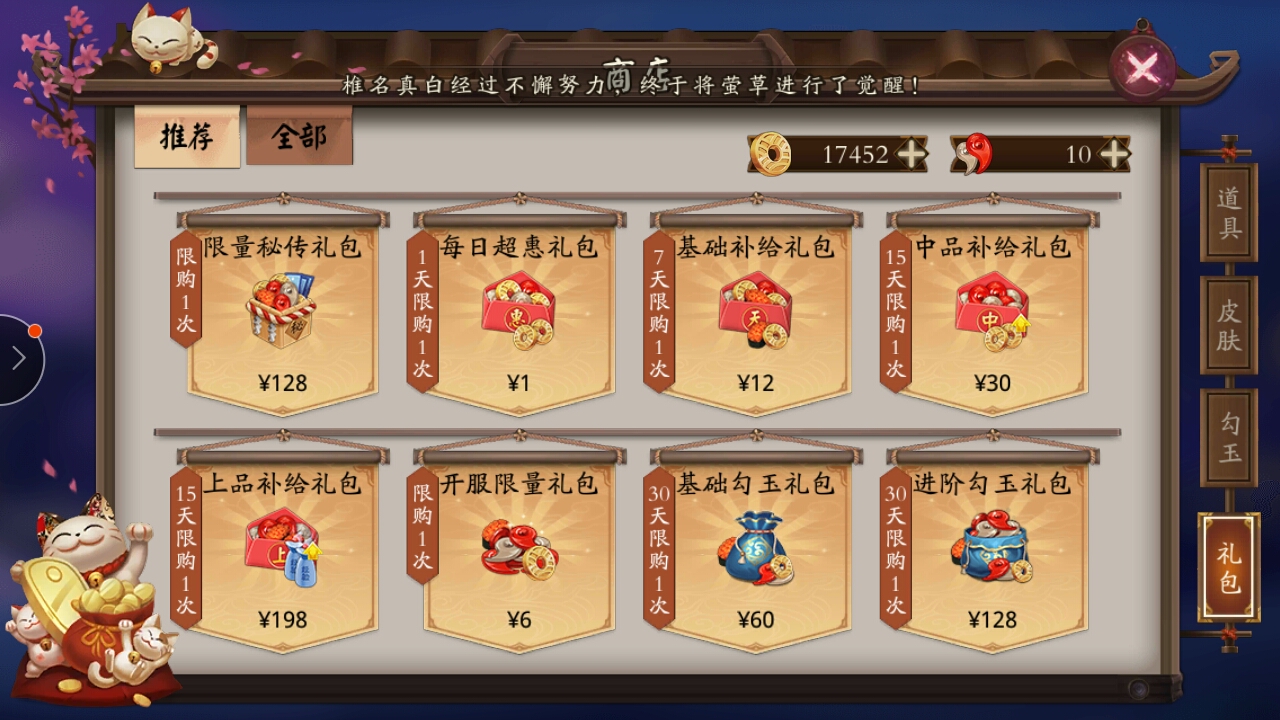 商店
椎名真白经过不懈努力，终于将萤草进行了觉醒！
推荐
全部
17452
10
限量秘传礼包
限购1次
¥128
每日超惠礼包
1天限购1次
¥1
基础补给礼包
7天限购1次
¥12
中品补给礼包
15天限购1次
中
¥30
上品补给礼包
15天限购1次
上
¥198
开服限量礼包
限购1次
¥6
基础勾玉礼包
30天限购1次
¥60
进阶勾玉礼包
30天限购1次
¥128
道具
皮肤
勾玉
礼包